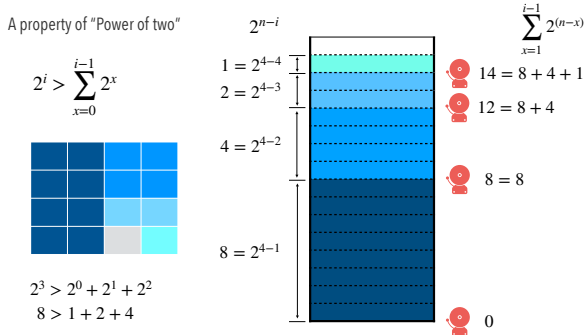 A property of "Power of two"
2^i > \sum_{x=0}^{i-1} 2^x
2^3 > 2^0 + 2^1 + 2^2
8 > 1 + 2 + 4
2^{n-i}
1 = 2^{4-4}
2 = 2^{4-3}
4 = 2^{4-2}
8 = 2^{4-1}
\sum_{x=1}^{i-1} 2^{(n-x)}
14 = 8 + 4 + 1
12 = 8 + 4
8 = 8
0